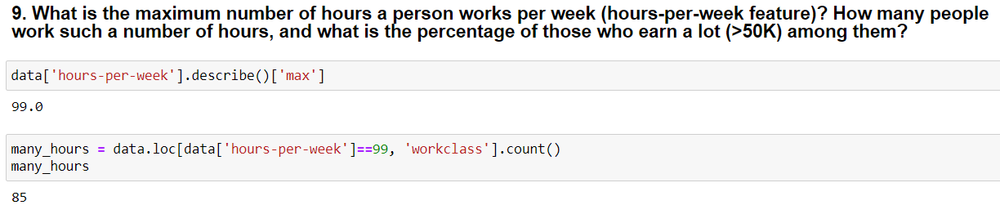 9. What is the maximum number of hours a person works per week (hours-per-week feature)? How many people
work such a number of hours, and what is the percentage of those who earn a lot (>50K) among them?
data['hours-per-week'].describe()['max']
99.0
many_hours = data.loc[data['hours-per-week']==99, 'workclass'].count()
many_hours
85